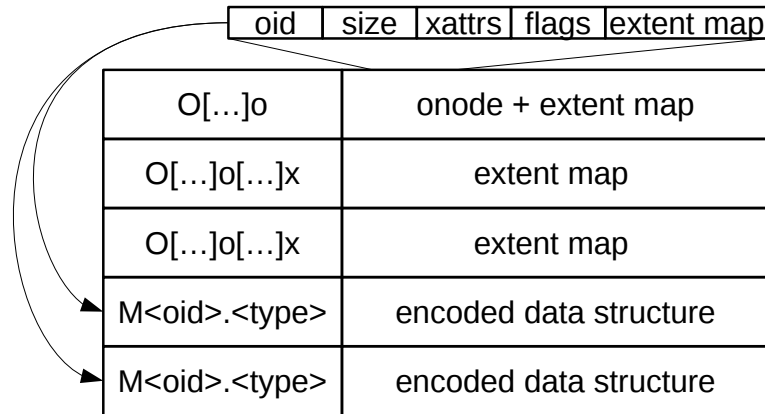 oid size xattrs flags extent map
O[…]o onode + extent map
O[…]o[…]x extent map
O[…]o[…]x extent map
M<oid>.<type> encoded data structure
M<oid>.<type> encoded data structure